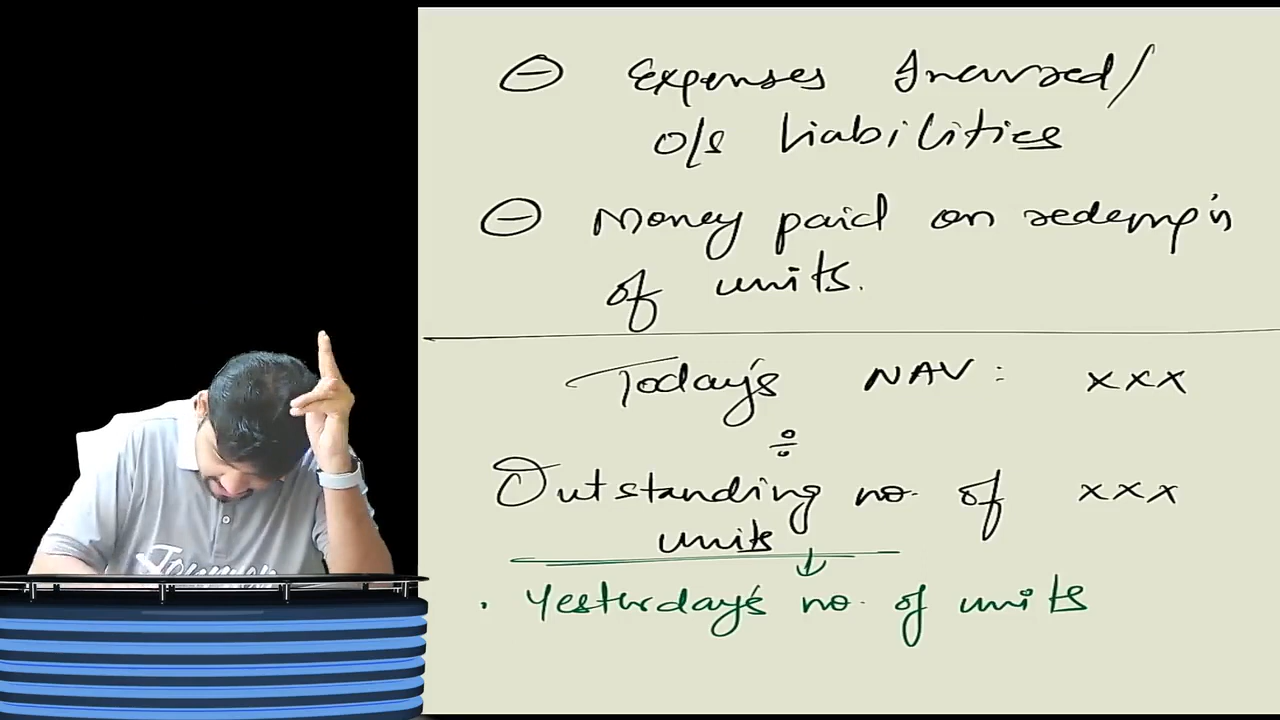 ⊖ Expenses Incurred/
o/s Liabilities
⊖ Money paid on redemp'n
of units.
Today's NAV : xxx
÷
Outstanding no. of xxx
units
↓
. Yesterday's no. of units